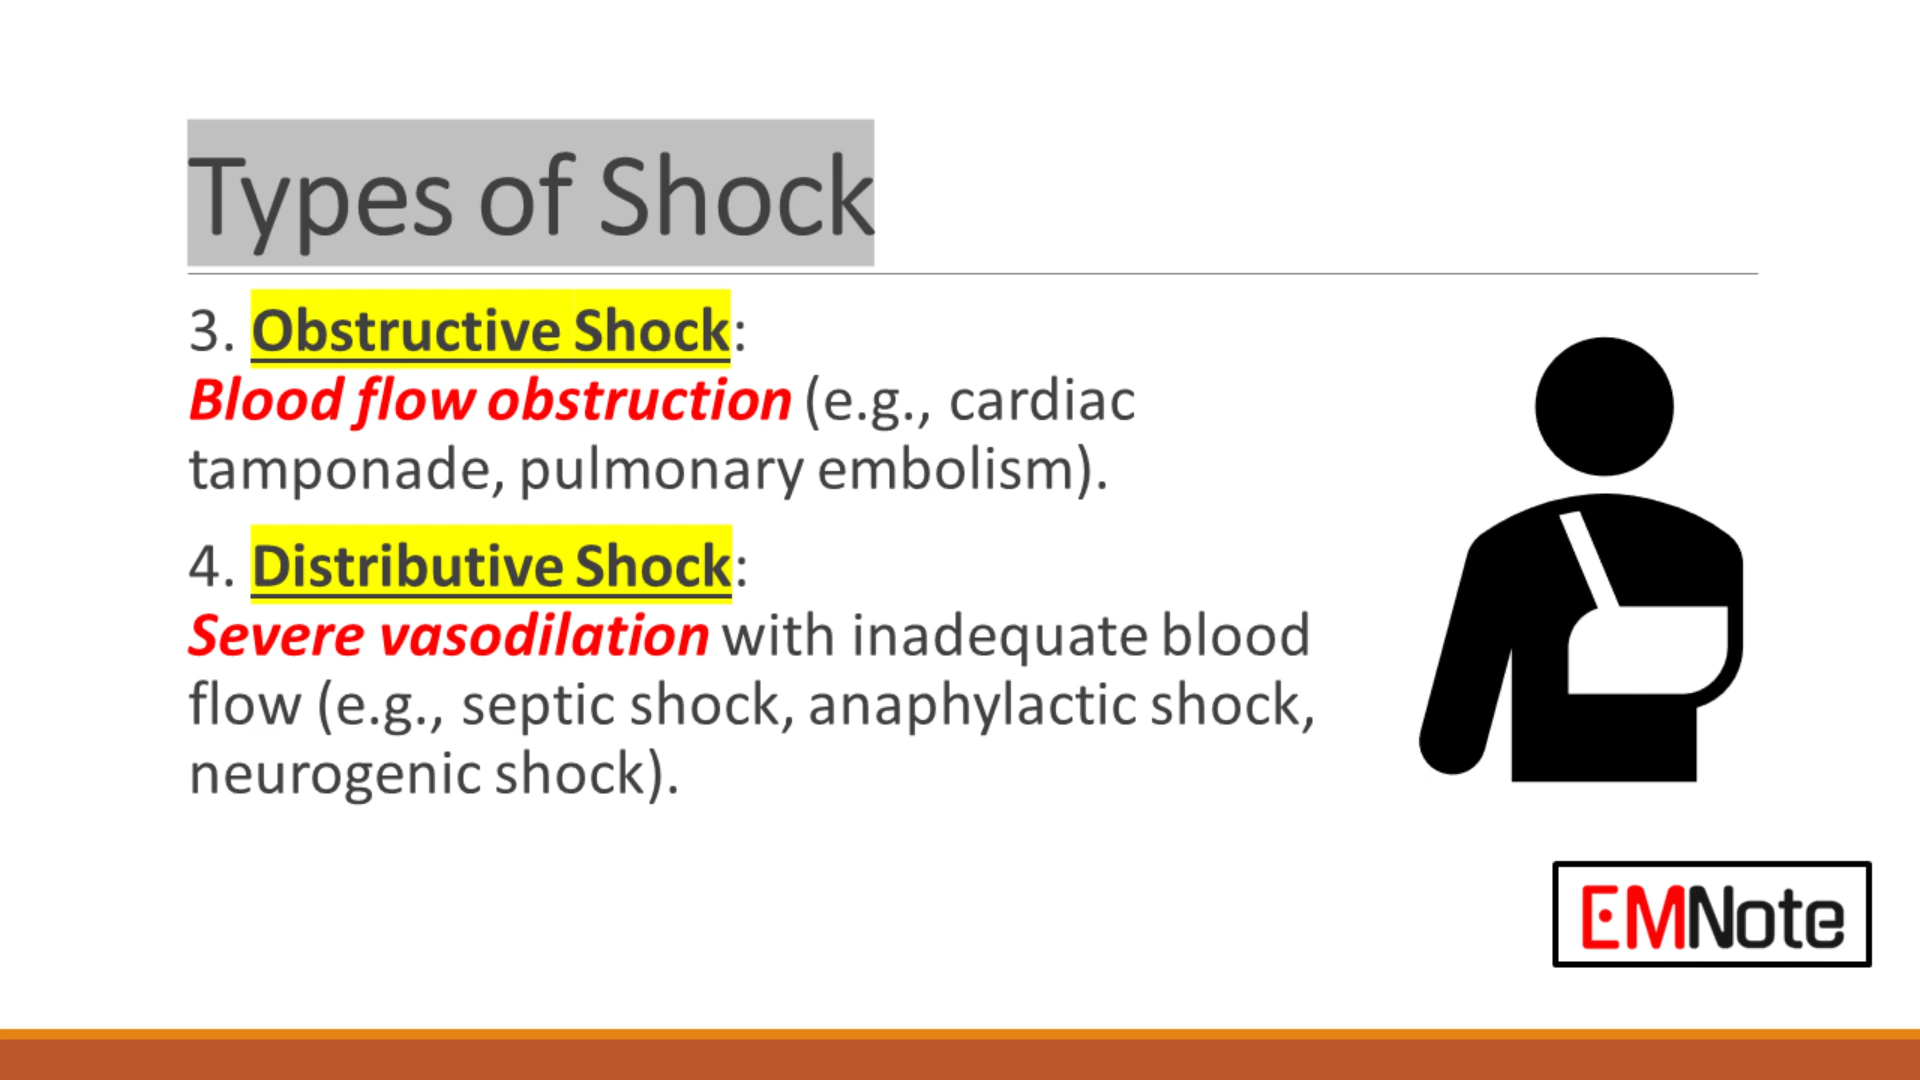 Types of Shock
3. Obstructive Shock:
Blood flow obstruction (e.g., cardiac
tamponade, pulmonary embolism).
4. Distributive Shock:
Severe vasodilation with inadequate blood
flow (e.g., septic shock, anaphylactic shock,
neurogenic shock).
EMNote